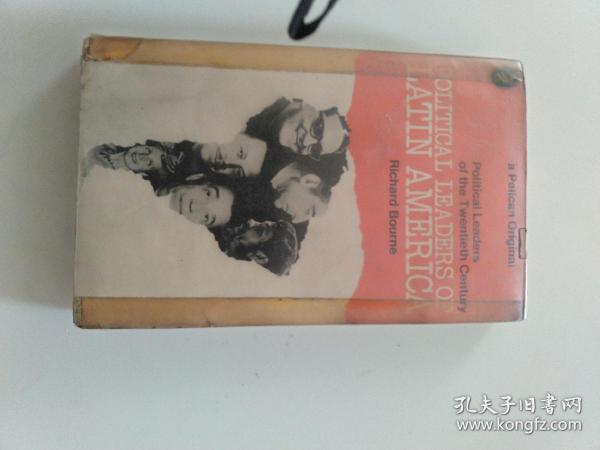 a Pelican Original
Political Leaders
of the Twentieth Century
POLITICAL LEADERS OF
LATIN AMERICA
Richard Bourne
孔夫子旧书网
www.kongfz.com